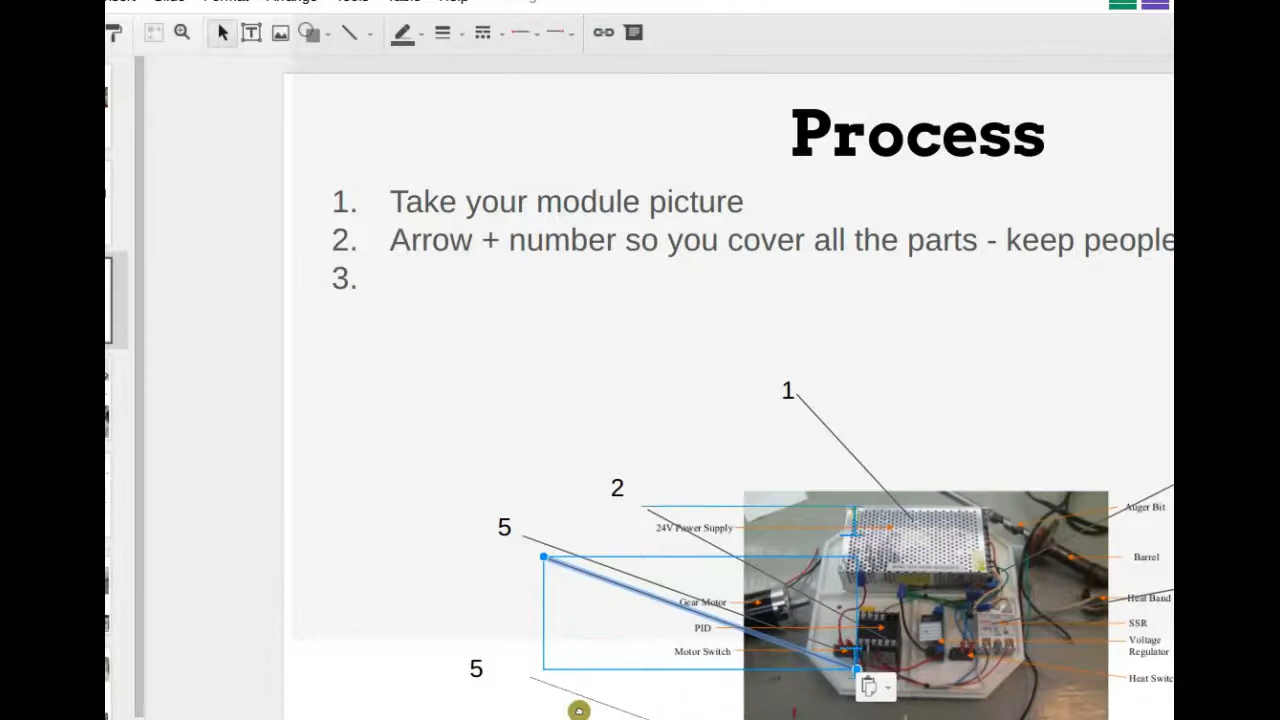 Process
1. Take your module picture
2. Arrow + number so you cover all the parts - keep people
3.
1
2
5
5
24V Power Supply
Gear Motor
PID
Motor Switch
Auger Bit
Barrel
Heat Band
SSR
Voltage
Regulator
Heat Switc